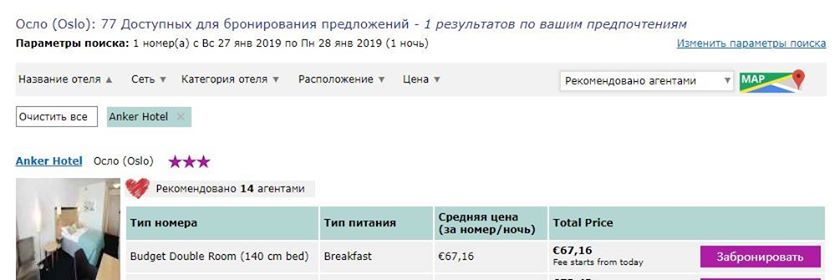 Осло (Oslo): 77 Доступных для бронирования предложений - 1 результатов по вашим предпочтениям
Параметры поиска: 1 номер(а) с Вс 27 янв 2019 по Пн 28 янв 2019 (1 ночь) Изменить параметры поиска
Название отеля ▲ Сеть ▼ Категория отеля ▼ Расположение ▼ Цена ▼ Рекомендовано агентами ▼ MAP
Очистить все Anker Hotel ×
Anker Hotel Осло (Oslo) ★★★
Рекомендовано 14 агентами
Тип номера Тип питания Средняя цена (за номер/ночь) Total Price
Budget Double Room (140 cm bed) Breakfast €67,16 €67,16 Забронировать
Fee starts from today